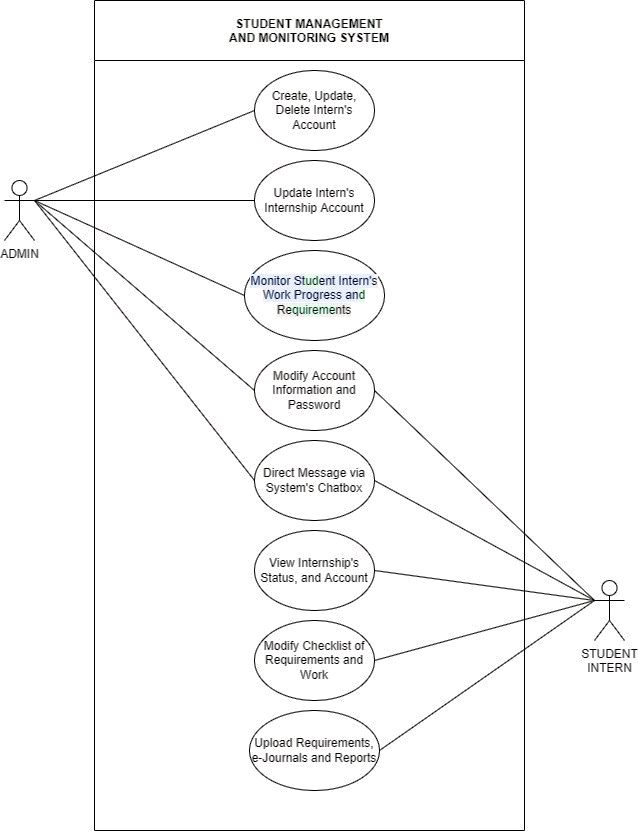 STUDENT MANAGEMENT
AND MONITORING SYSTEM
Create, Update,
Delete Intern's
Account
Update Intern's
Internship Account
ADMIN
Monitor Student Intern's
Work Progress and
Requirements
Modify Account
Information and
Password
Direct Message via
System's Chatbox
View Internship's
Status, and Account
Modify Checklist of
Requirements and
Work
STUDENT
INTERN
Upload Requirements,
e-Journals and Reports